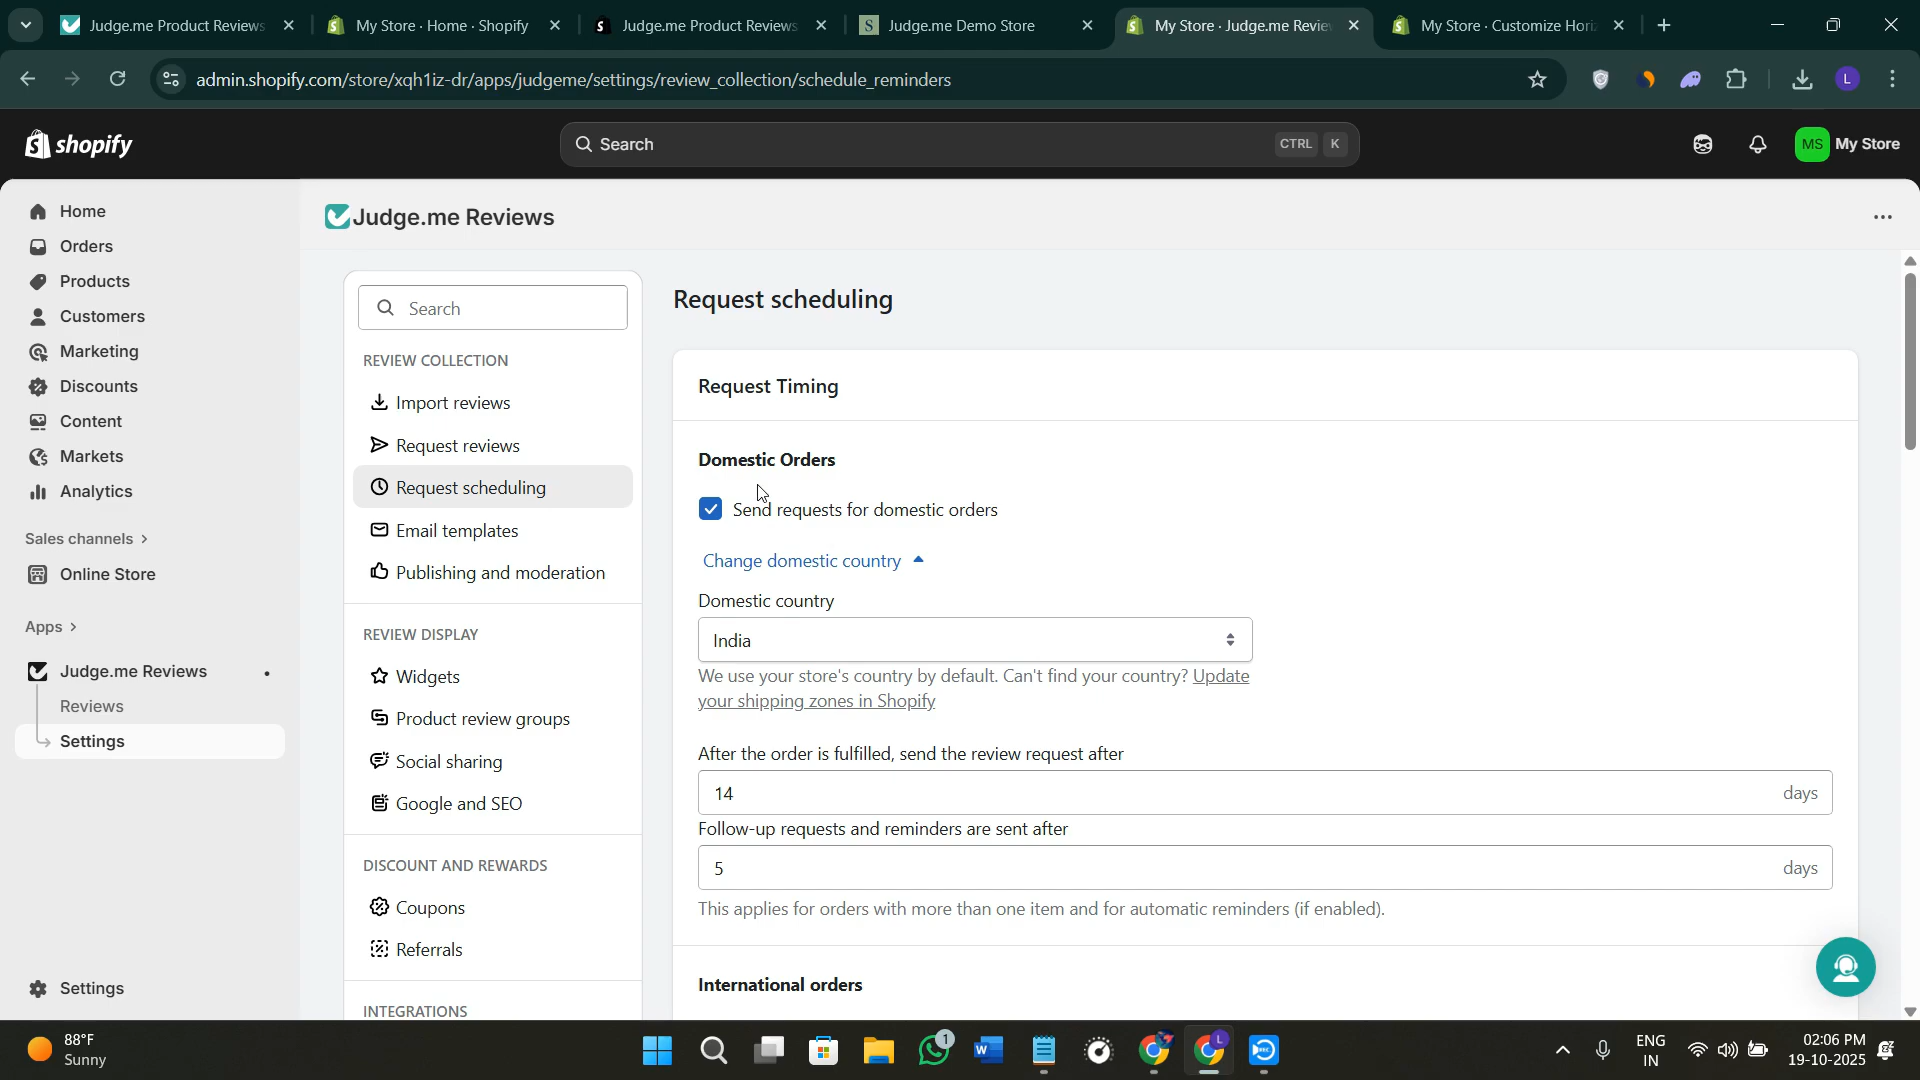 Judge.me Product Reviews
My Store · Home · Shopify
Judge.me Product Reviews
Judge.me Demo Store
My Store · Judge.me Revie
My Store · Customize Hori
admin.shopify.com/store/xqh1iz-dr/apps/judgeme/settings/review_collection/schedule_reminders
L
shopify
Search
CTRL K
MS
My Store
Home
Orders
Products
Customers
Marketing
Discounts
Content
Markets
Analytics
Sales channels
Online Store
Apps
Judge.me Reviews
Reviews
Settings
Settings
Judge.me Reviews
Search
REVIEW COLLECTION
Import reviews
Request reviews
Request scheduling
Email templates
Publishing and moderation
REVIEW DISPLAY
Widgets
Product review groups
Social sharing
Google and SEO
DISCOUNT AND REWARDS
Coupons
Referrals
INTEGRATIONS
Request scheduling
Request Timing
Domestic Orders
Send requests for domestic orders
Change domestic country
Domestic country
India
We use your store's country by default. Can't find your country? Update
your shipping zones in Shopify
After the order is fulfilled, send the review request after
14 days
Follow-up requests and reminders are sent after
5 days
This applies for orders with more than one item and for automatic reminders (if enabled).
International orders
88°F
Sunny
1
L
ENG
IN
02:06 PM
19-10-2025